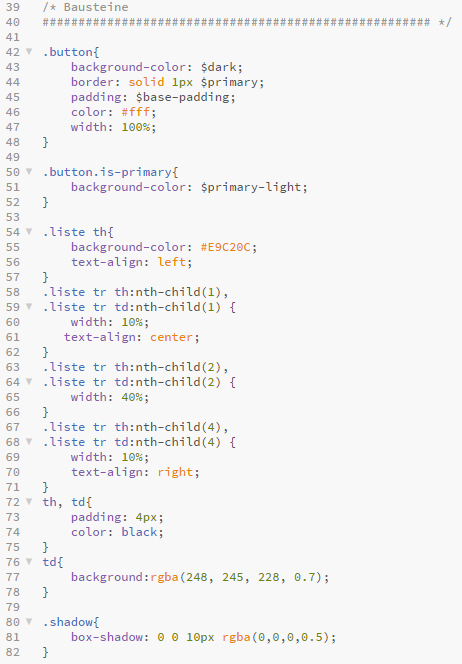 39 /* Bausteine
40 ###################################################### */
41
42 .button{
43 background-color: $dark;
44 border: solid 1px $primary;
45 padding: $base-padding;
46 color: #fff;
47 width: 100%;
48 }
49
50 .button.is-primary{
51 background-color: $primary-light;
52 }
53
54 .liste th{
55 background-color: #E9C20C;
56 text-align: left;
57 }
58 .liste tr th:nth-child(1),
59 .liste tr td:nth-child(1) {
60 width: 10%;
61 text-align: center;
62 }
63 .liste tr th:nth-child(2),
64 .liste tr td:nth-child(2) {
65 width: 40%;
66 }
67 .liste tr th:nth-child(4),
68 .liste tr td:nth-child(4) {
69 width: 10%;
70 text-align: right;
71 }
72 th, td{
73 padding: 4px;
74 color: black;
75 }
76 td{
77 background:rgba(248, 245, 228, 0.7);
78 }
79
80 .shadow{
81 box-shadow: 0 0 10px rgba(0,0,0,0.5);
82 }